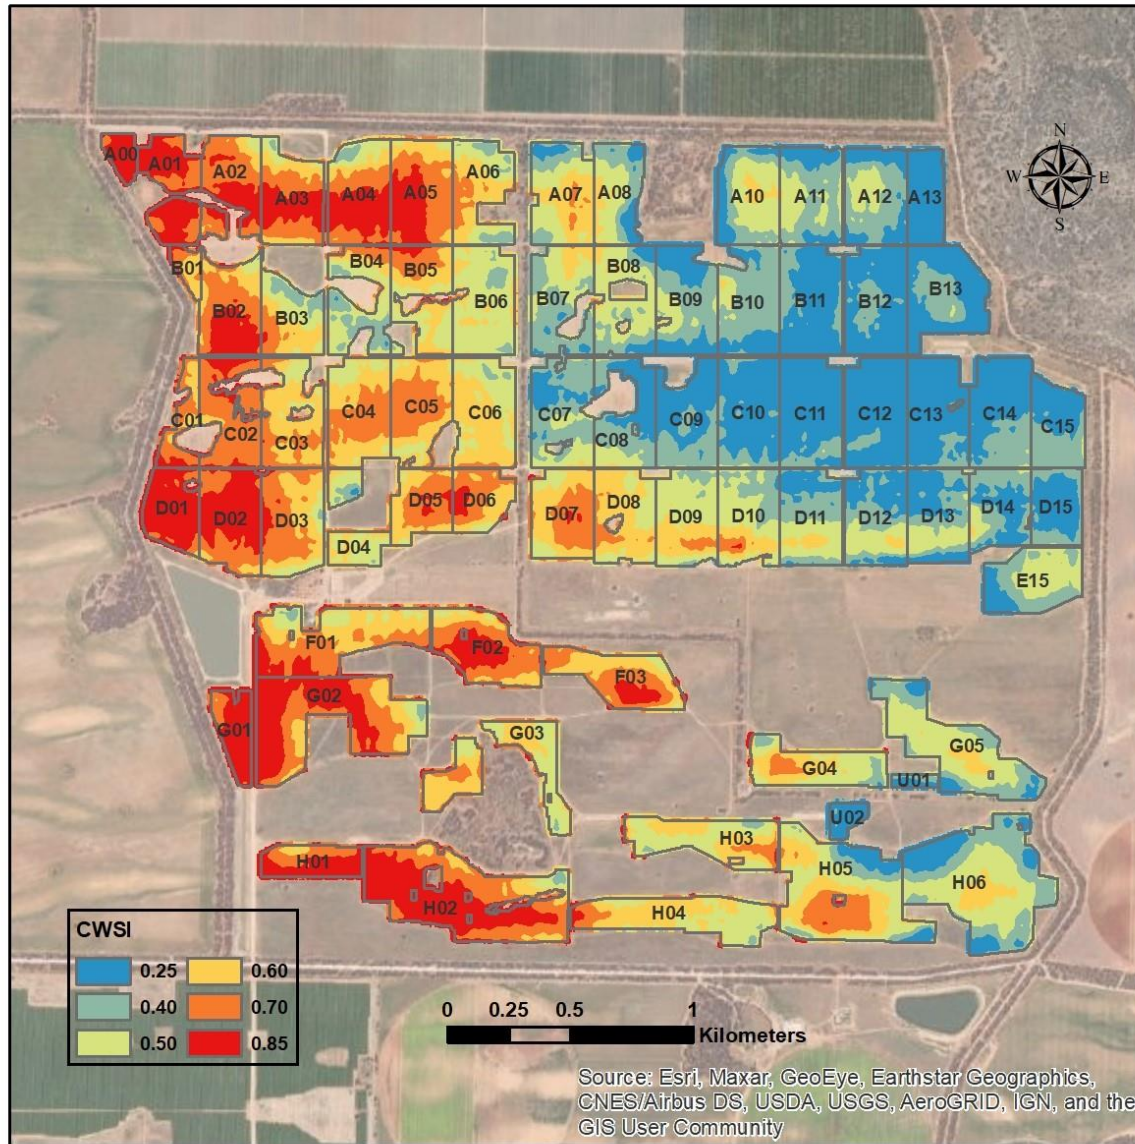 N
W E
S
A00 A01 A02 A03 A04 A05 A06 A07 A08 A10 A11 A12 A13
B01 B02 B03 B04 B05 B06 B07 B08 B09 B10 B11 B12 B13
C01 C02 C03 C04 C05 C06 C07 C08 C09 C10 C11 C12 C13 C14 C15
D01 D02 D03 D04 D05 D06 D07 D08 D09 D10 D11 D12 D13 D14 D15
E15
F01 F02 F03
G01 G02 G03 G04 G05
U01
U02
H01 H02 H03 H04 H05 H06
CWSI
0.25 0.60
0.40 0.70
0.50 0.85
0 0.25 0.5 1
Kilometers
Source: Esri, Maxar, GeoEye, Earthstar Geographics,
CNES/Airbus DS, USDA, USGS, AeroGRID, IGN, and the
GIS User Community